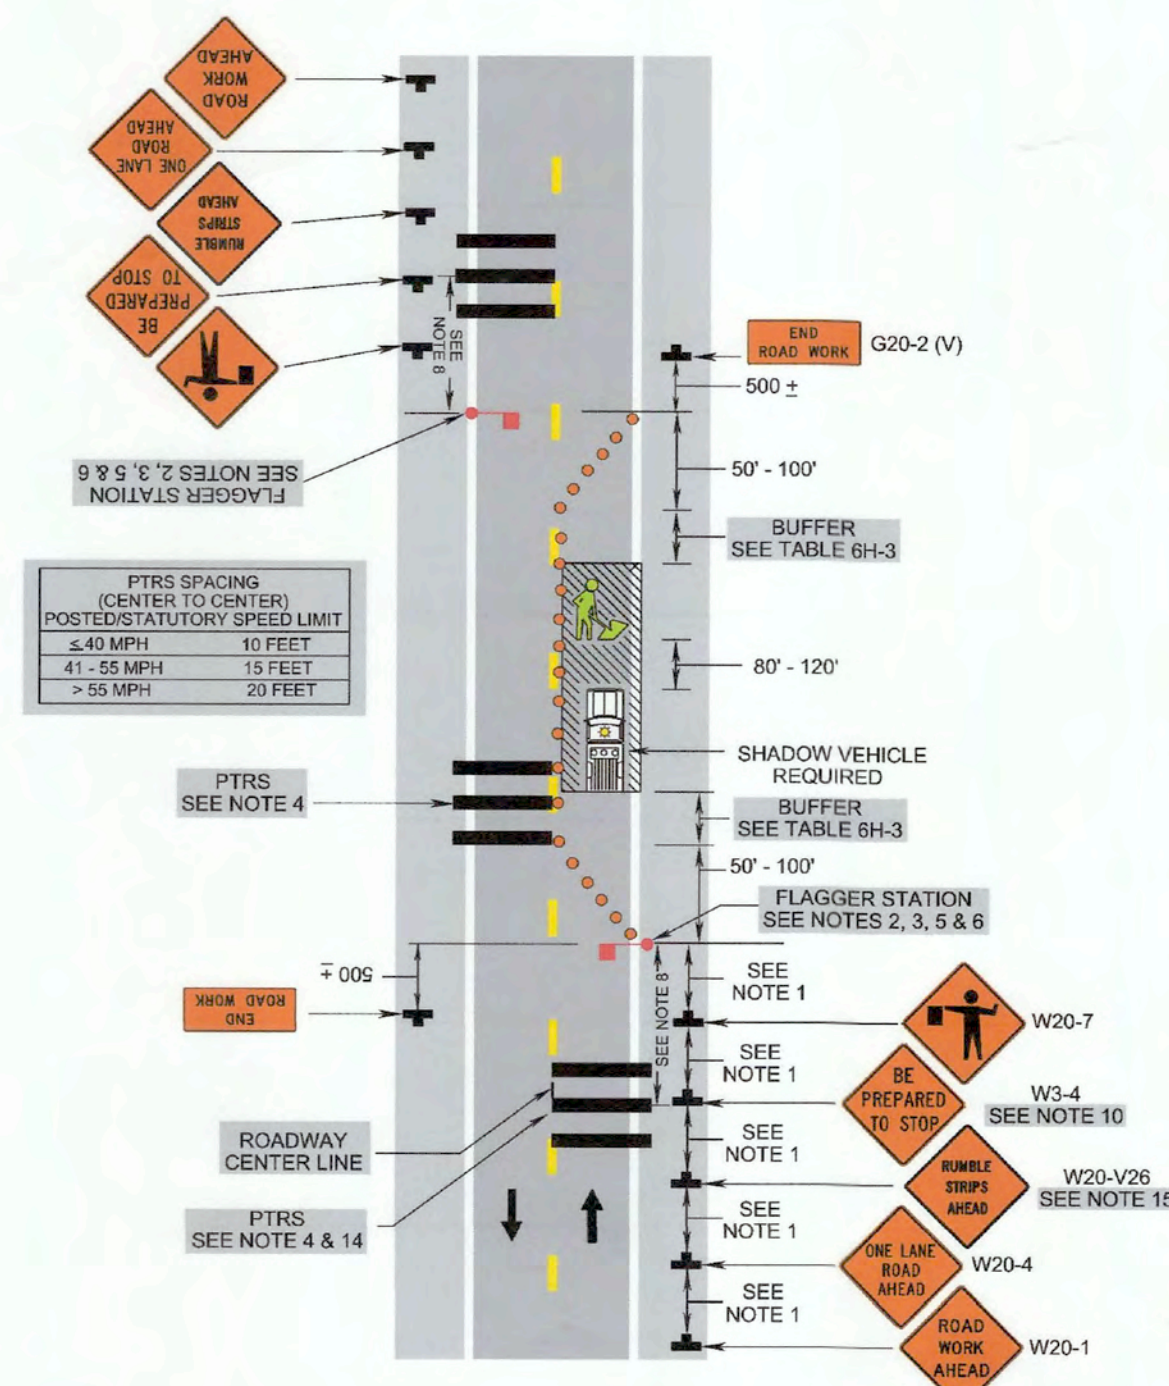 ROAD
WORK
AHEAD
ONE LANE
ROAD
AHEAD
RUMBLE
STRIPS
AHEAD
BE
PREPARED
TO STOP
SEE
NOTE 8
FLAGGER STATION
SEE NOTES 2, 3, 5 & 6
END
ROAD WORK
G20-2 (V)
500 ±
50' - 100'
BUFFER
SEE TABLE 6H-3
PTRS SPACING
(CENTER TO CENTER)
POSTED/STATUTORY SPEED LIMIT
≤40 MPH 10 FEET
41 - 55 MPH 15 FEET
> 55 MPH 20 FEET
80' - 120'
SHADOW VEHICLE
REQUIRED
PTRS
SEE NOTE 4
BUFFER
SEE TABLE 6H-3
50' - 100'
FLAGGER STATION
SEE NOTES 2, 3, 5 & 6
500 ±
END
ROAD WORK
SEE NOTE 8
SEE
NOTE 1
W20-7
SEE
NOTE 1
BE
PREPARED
TO STOP
W3-4
SEE NOTE 10
ROADWAY
CENTER LINE
SEE
NOTE 1
RUMBLE
STRIPS
AHEAD
W20-V26
SEE NOTE 15
PTRS
SEE NOTE 4 & 14
SEE
NOTE 1
ONE LANE
ROAD
AHEAD
W20-4
SEE
NOTE 1
ROAD
WORK
AHEAD
W20-1